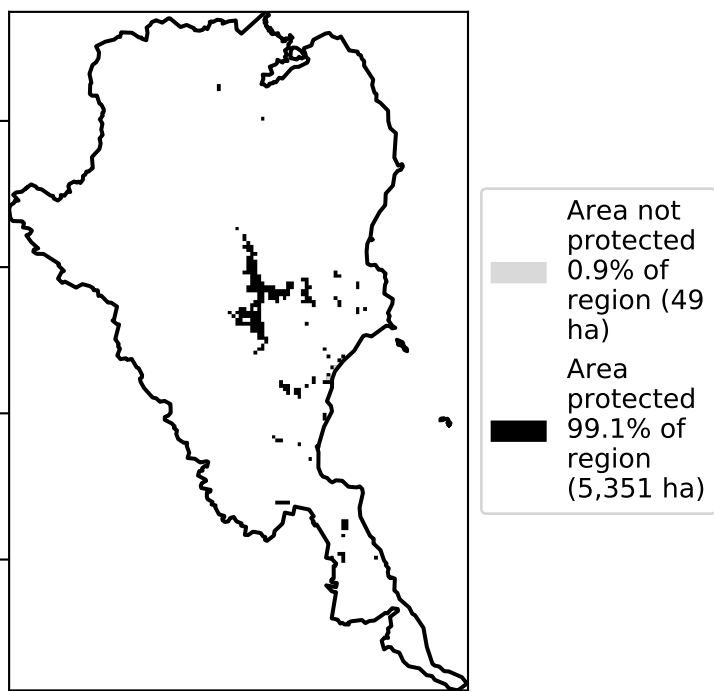 Area not
protected
0.9% of
region (49
ha)
Area
protected
99.1% of
region
(5,351 ha)